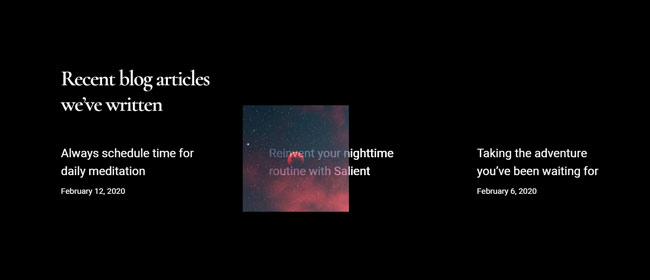 Recent blog articles
we've written
Always schedule time for
daily meditation
February 12, 2020
Reinvent your nighttime
routine with Salient
Taking the adventure
you've been waiting for
February 6, 2020